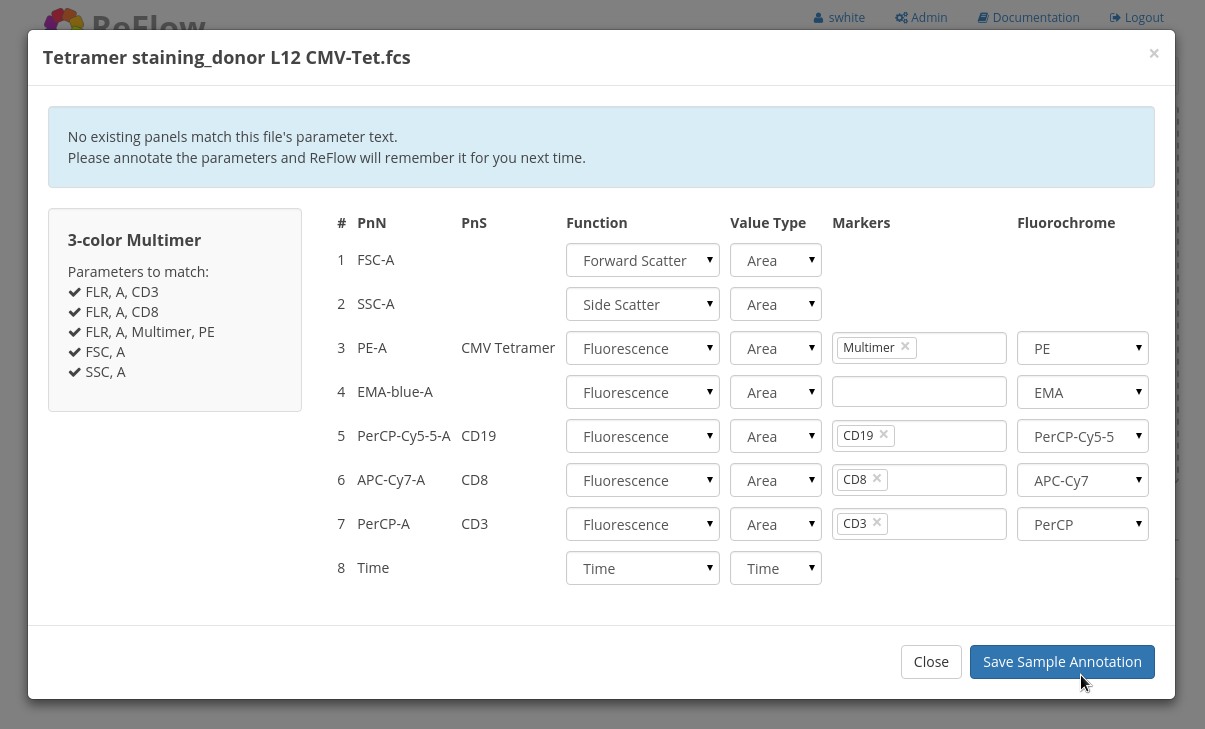 ReFlow
swhite Admin Documentation Logout
Tetramer staining_donor L12 CMV-Tet.fcs ×
No existing panels match this file's parameter text.
Please annotate the parameters and ReFlow will remember it for you next time.
3-color Multimer
Parameters to match:
✔ FLR, A, CD3
✔ FLR, A, CD8
✔ FLR, A, Multimer, PE
✔ FSC, A
✔ SSC, A
# PnN PnS Function Value Type Markers Fluorochrome
1 FSC-A Forward Scatter Area
2 SSC-A Side Scatter Area
3 PE-A CMV Tetramer Fluorescence Area Multimer × PE
4 EMA-blue-A Fluorescence Area EMA
5 PerCP-Cy5-5-A CD19 Fluorescence Area CD19 × PerCP-Cy5-5
6 APC-Cy7-A CD8 Fluorescence Area CD8 × APC-Cy7
7 PerCP-A CD3 Fluorescence Area CD3 × PerCP
8 Time Time Time
Close Save Sample Annotation